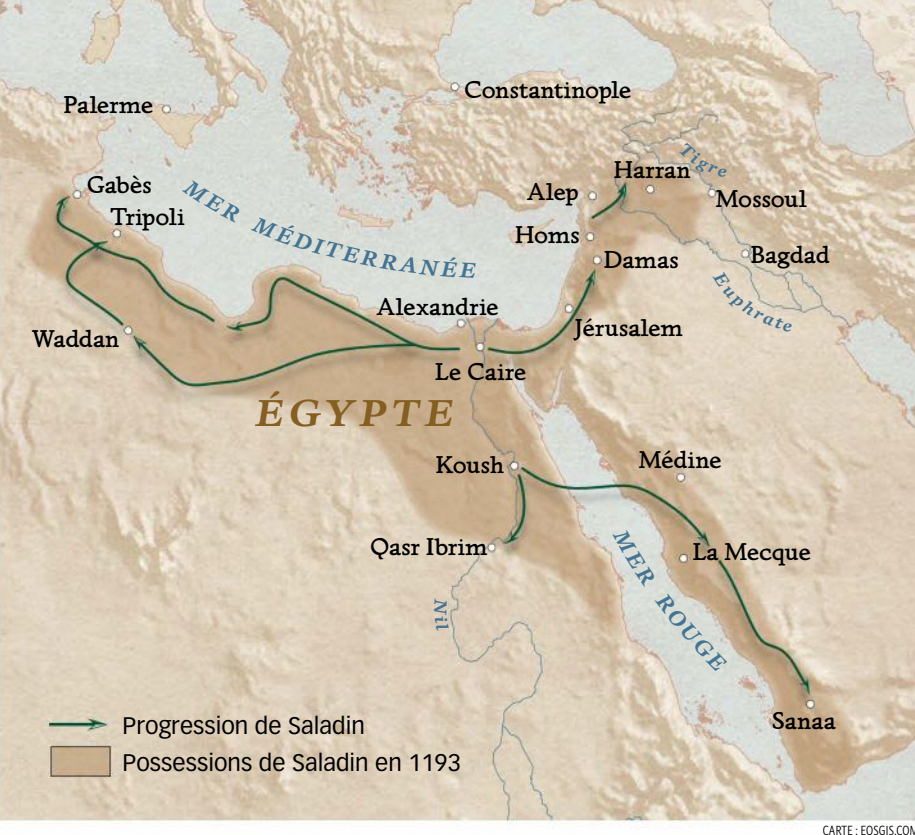 Constantinople
Palerme
Tigre
Harran
Gabès
Alep
Mossoul
Tripoli
MER MÉDITERRANÉE
Homs
Damas
Bagdad
Euphrate
Alexandrie
Jérusalem
Waddan
Le Caire
ÉGYPTE
Koush
Médine
Qasr Ibrim
La Mecque
MER ROUGE
Nil
Sanaa
Progression de Saladin
Possessions de Saladin en 1193
CARTE : EOSGIS.COM